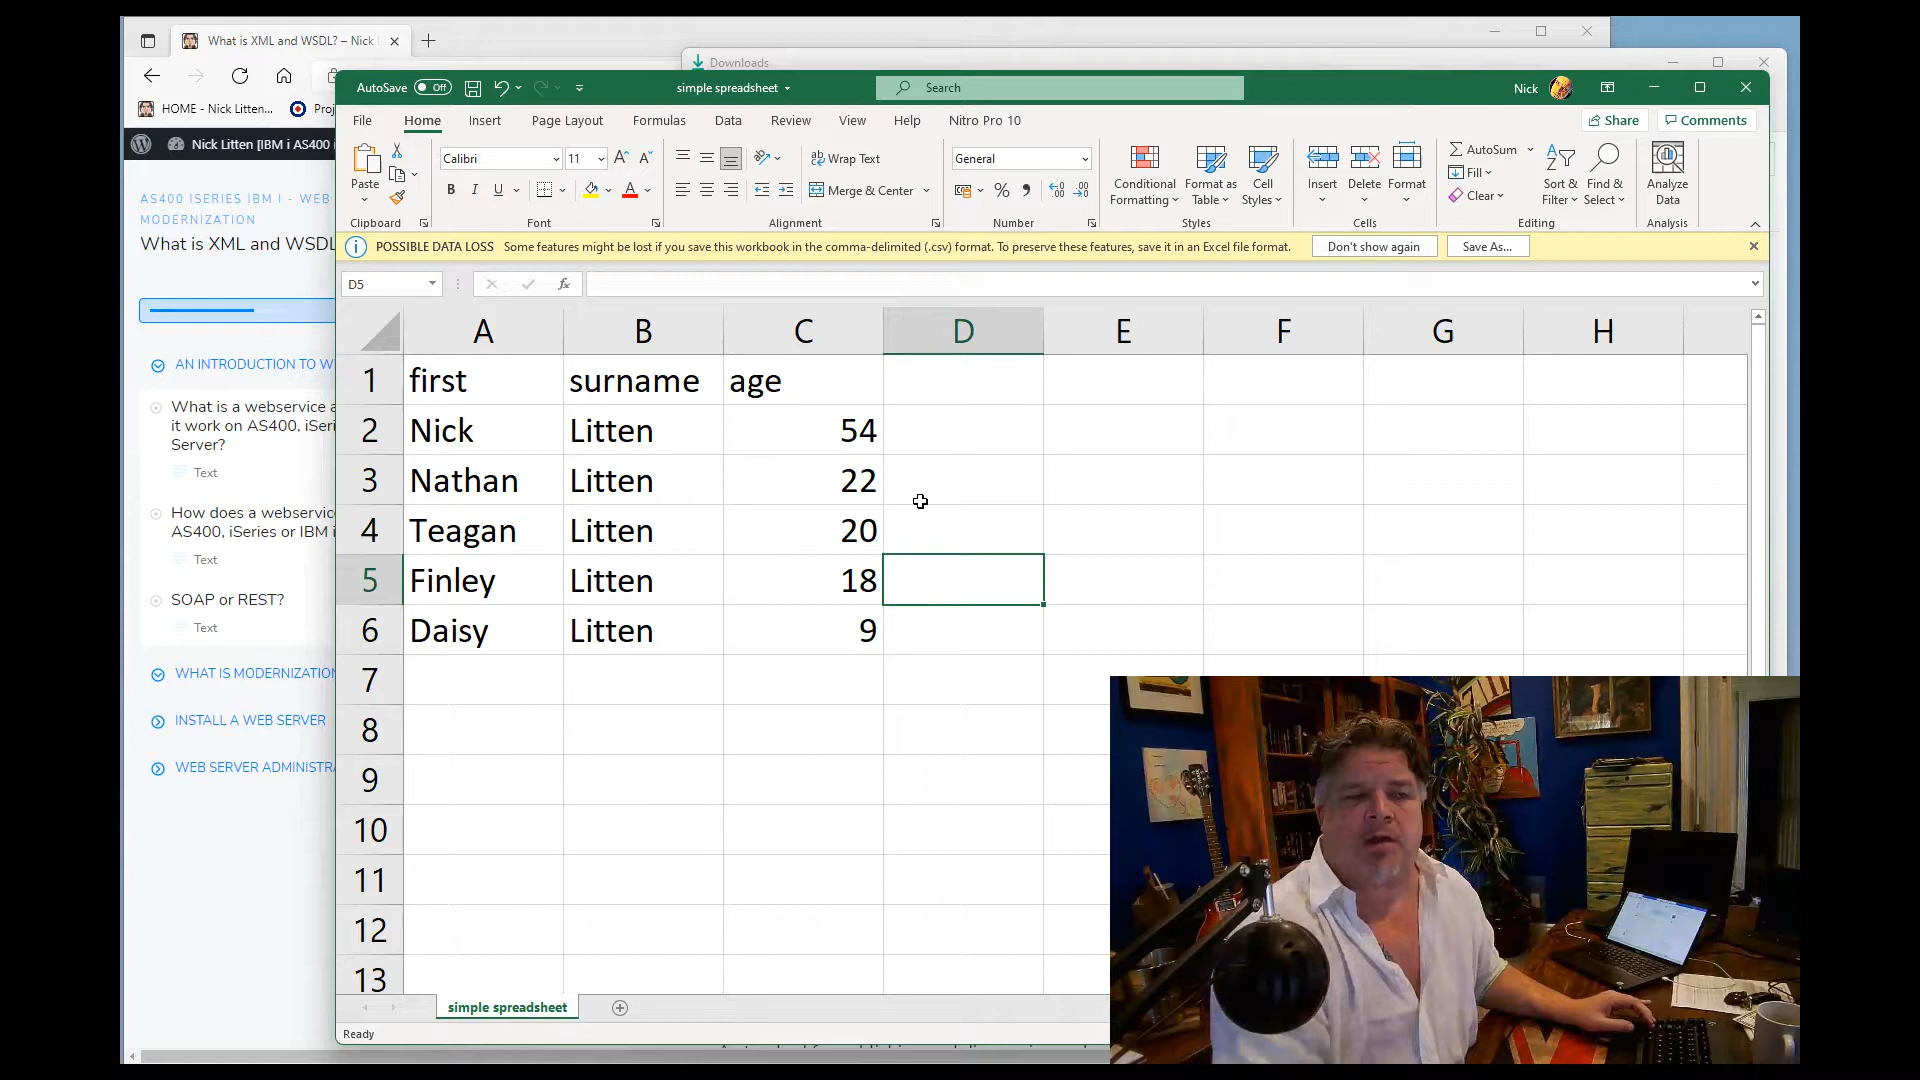 What is XML and WSDL? – Nick
Downloads
HOME - Nick Litten...
Proj
Nick Litten [IBM i AS400 i
AutoSave
Off
simple spreadsheet
Search
Nick
File
Home
Insert
Page Layout
Formulas
Data
Review
View
Help
Nitro Pro 10
Share
Comments
Paste
Clipboard
Calibri
11
B
I
U
A
Font
ab Wrap Text
Merge & Center
Alignment
General
%
Number
Conditional
Formatting
Format as
Table
Cell
Styles
Styles
Insert
Delete
Format
Cells
AutoSum
Fill
Clear
Sort &
Filter
Find &
Select
Editing
Analyze
Data
Analysis
POSSIBLE DATA LOSS Some features might be lost if you save this workbook in the comma-delimited (.csv) format. To preserve these features, save it in an Excel file format.
Don't show again
Save As...
D5
fx
A B C D E F G H
1 first surname age
2 Nick Litten 54
3 Nathan Litten 22
4 Teagan Litten 20
5 Finley Litten 18
6 Daisy Litten 9
7
8
9
10
11
12
13
simple spreadsheet
Ready
AS400 ISERIES IBM I - WEB
MODERNIZATION
What is XML and WSDL
AN INTRODUCTION TO W
What is a webservice a
it work on AS400, iSeri
Server?
Text
How does a webservic
AS400, iSeries or IBM i
Text
SOAP or REST?
Text
WHAT IS MODERNIZATION
INSTALL A WEB SERVER
WEB SERVER ADMINISTRA